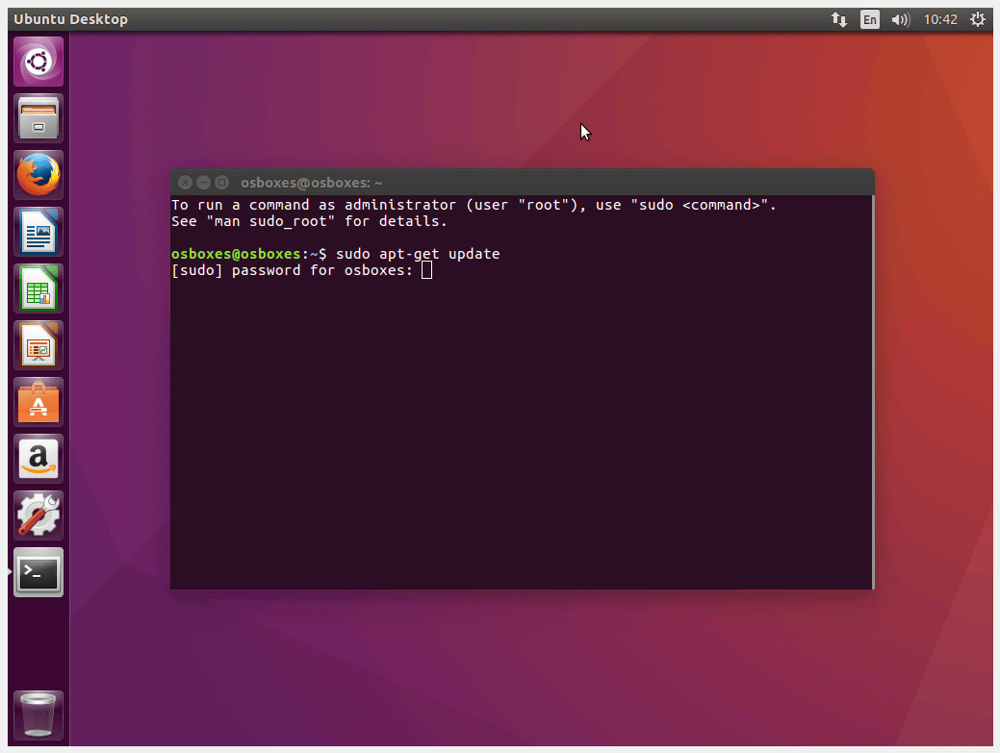 Ubuntu Desktop
En
10:42
osboxes@osboxes: ~
To run a command as administrator (user "root"), use "sudo <command>".
See "man sudo_root" for details.
osboxes@osboxes:~$ sudo apt-get update
[sudo] password for osboxes:
A
a
>_